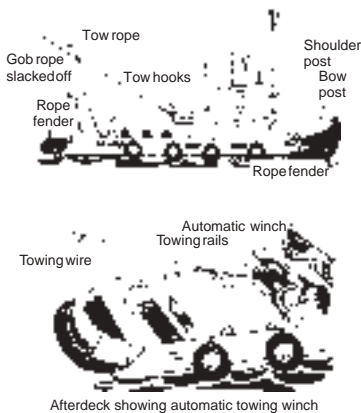 Tow rope
Shoulder
post
Gob rope
slacked off
Tow hooks
Bow
post
Rope
fender
Rope fender
Automatic winch
Towing rails
Towing wire
Afterdeck showing automatic towing winch